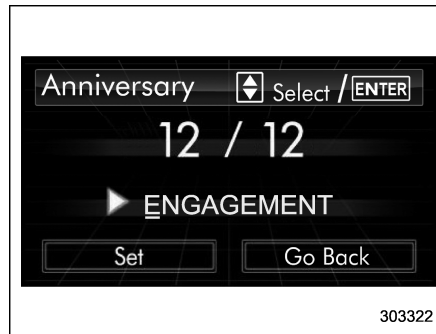 Anniversary Select / ENTER
12 / 12
ENGAGEMENT
Set Go Back
303322